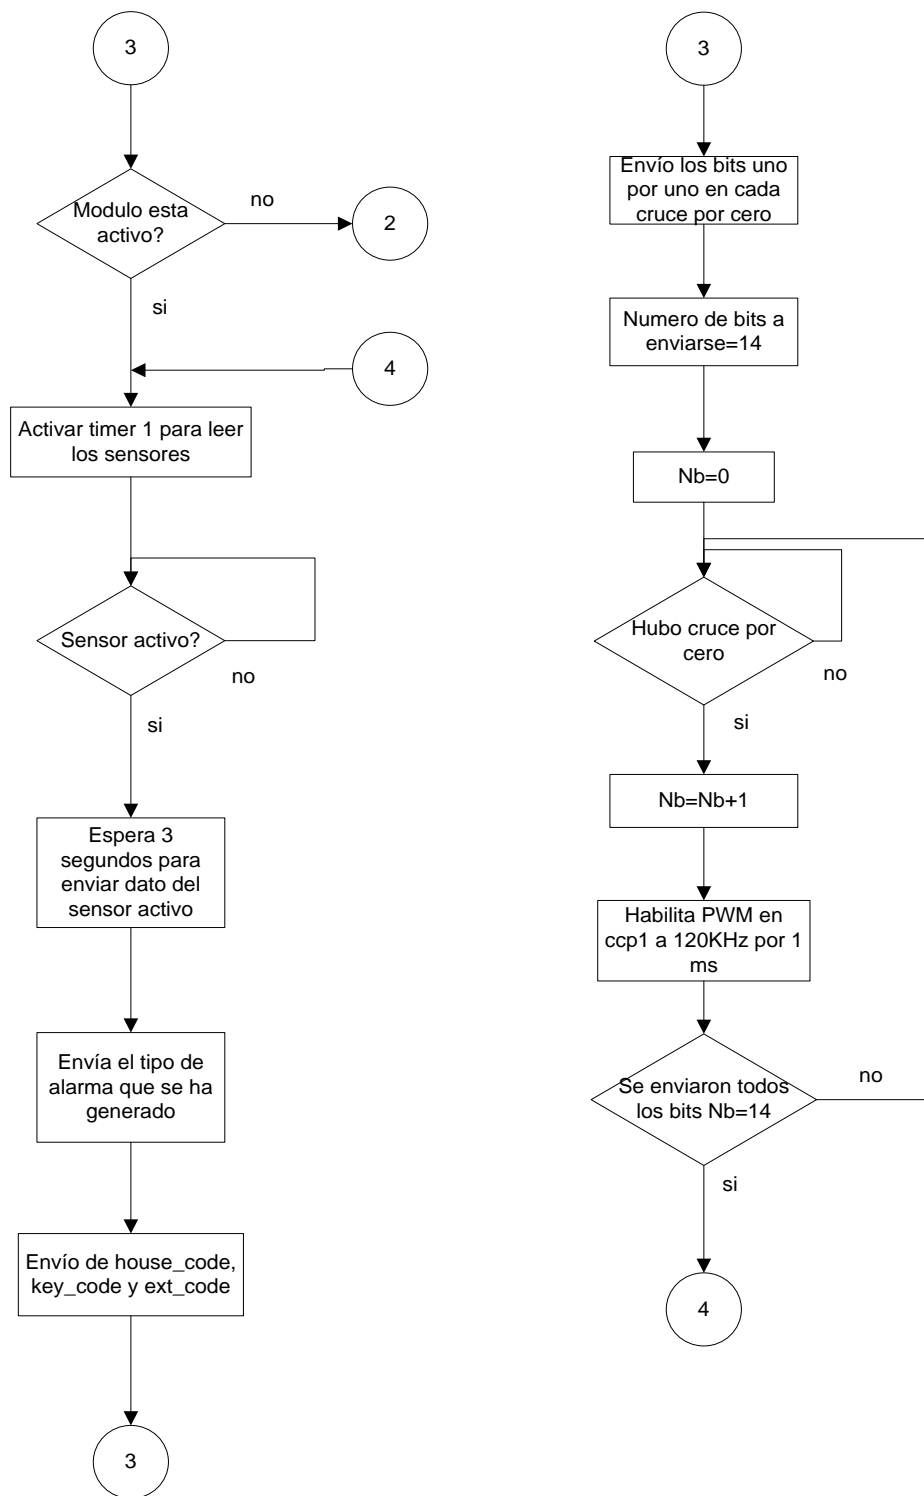 3
Modulo esta
activo?
no
2
si
4
Activar timer 1 para leer
los sensores
Sensor activo?
no
si
Espera 3
segundos para
enviar dato del
sensor activo
Envía el tipo de
alarma que se ha
generado
Envío de house_code,
key_code y ext_code
3
3
Envío los bits uno
por uno en cada
cruce por cero
Numero de bits a
enviarse=14
Nb=0
Hubo cruce por
cero
no
si
Nb=Nb+1
Habilita PWM en
ccp1 a 120KHz por 1
ms
Se enviaron todos
los bits Nb=14
no
si
4